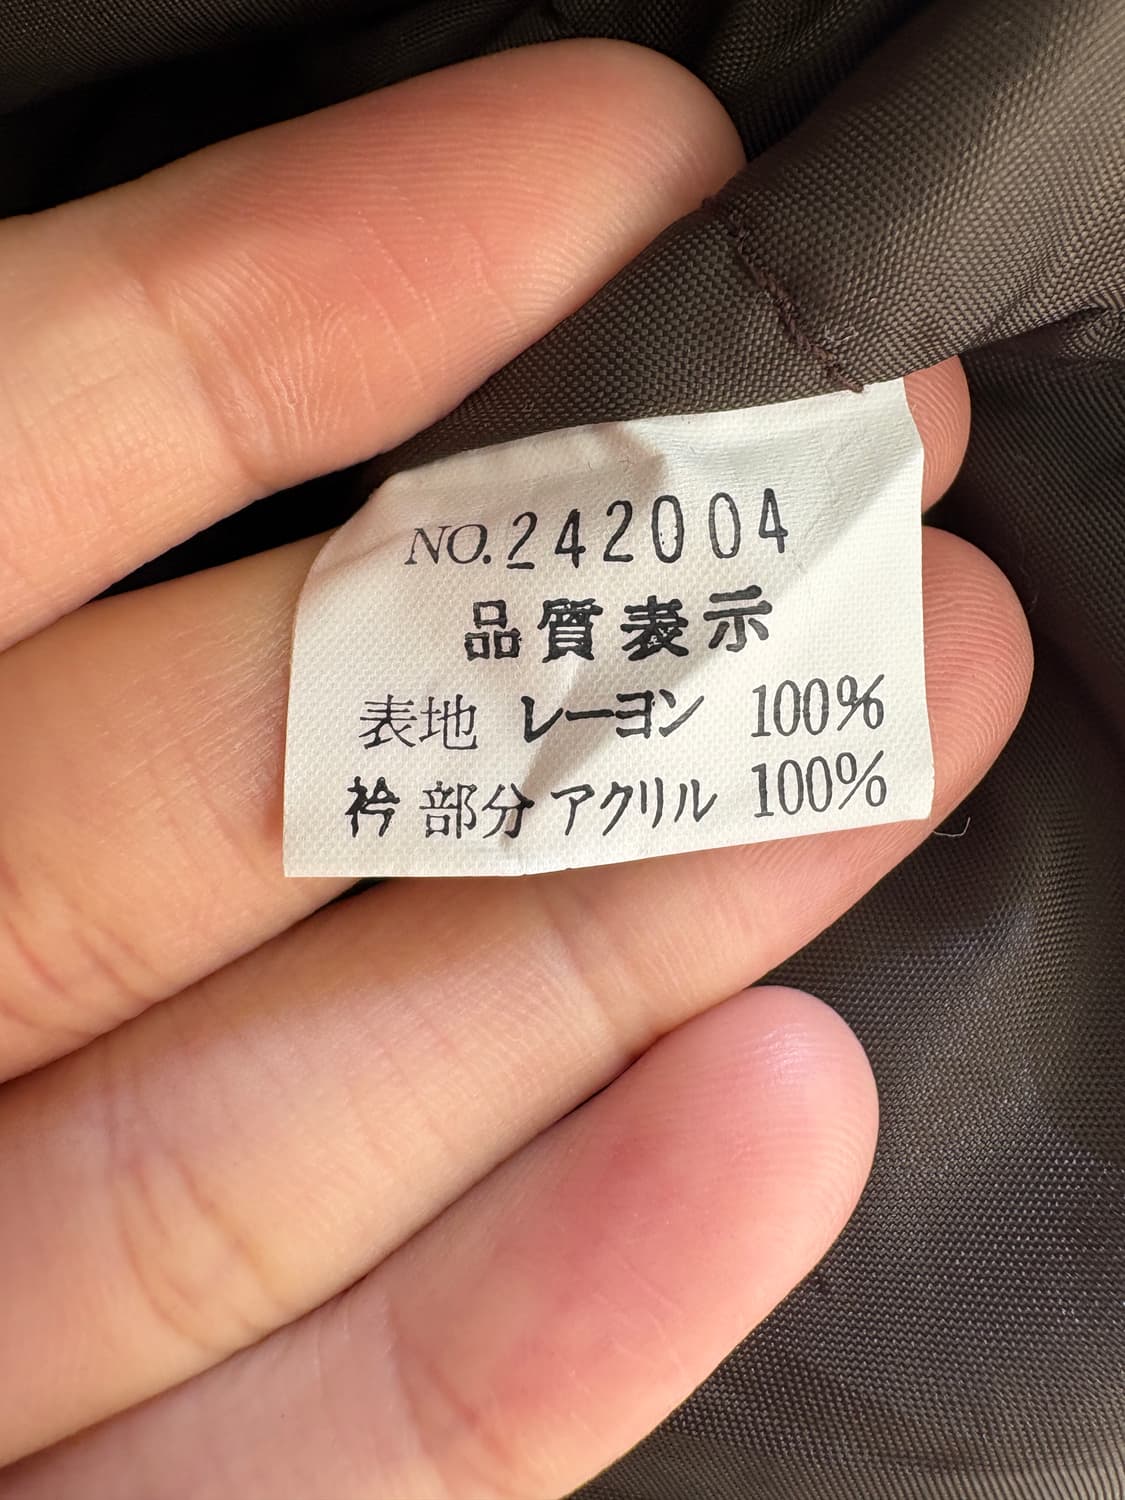 NO.242004
品質表示
表地 レーヨン 100%
衿部分 アクリル 100%